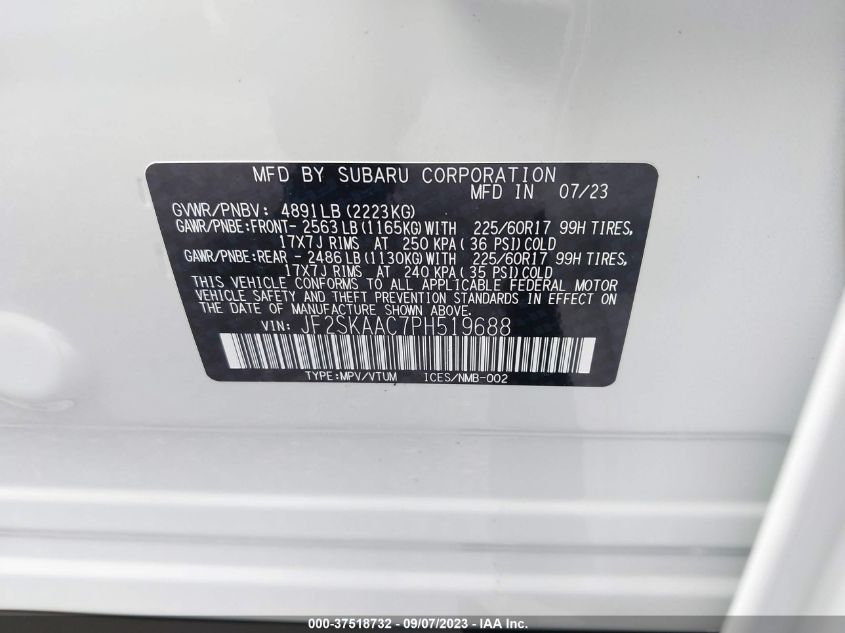 MFD BY SUBARU CORPORATION
MFD IN 07/23
GVWR/PNBV: 4891LB (2223KG)
GAWR/PNBE:FRONT- 2563 LB (1165KG) WITH 225/60R17 99H TIRES,
17X7J RIMS AT 250 KPA (36 PSI) COLD
GAWR/PNBE:REAR - 2486 LB (1130KG) WITH 225/60R17 99H TIRES,
17X7J RIMS AT 240 KPA (35 PSI) COLD
THIS VEHICLE CONFORMS TO ALL APPLICABLE FEDERAL MOTOR
VEHICLE SAFETY AND THEFT PREVENTION STANDARDS IN EFFECT ON
THE DATE OF MANUFACTURE SHOWN ABOVE.
VIN: JF2SKAAC7PH519688
TYPE:MPV/VTUM ICES/NMB-002
000-37518732 - 09/07/2023 - IAA Inc.